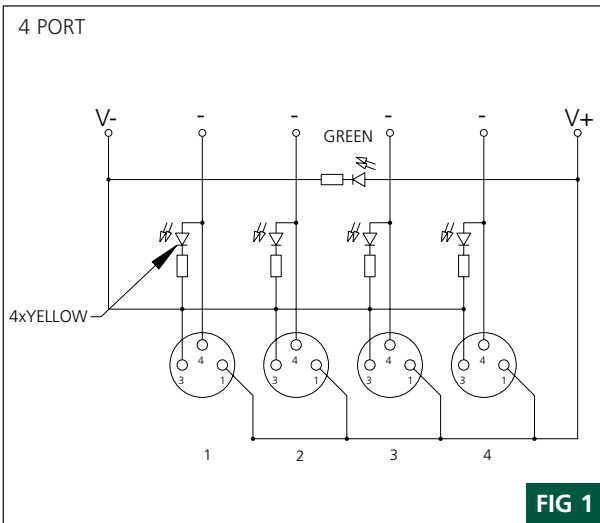 4 PORT
V- - - - - V+
GREEN
4xYELLOW
4 4 4 4
3 1 3 1 3 1 3 1
1 2 3 4
FIG 1